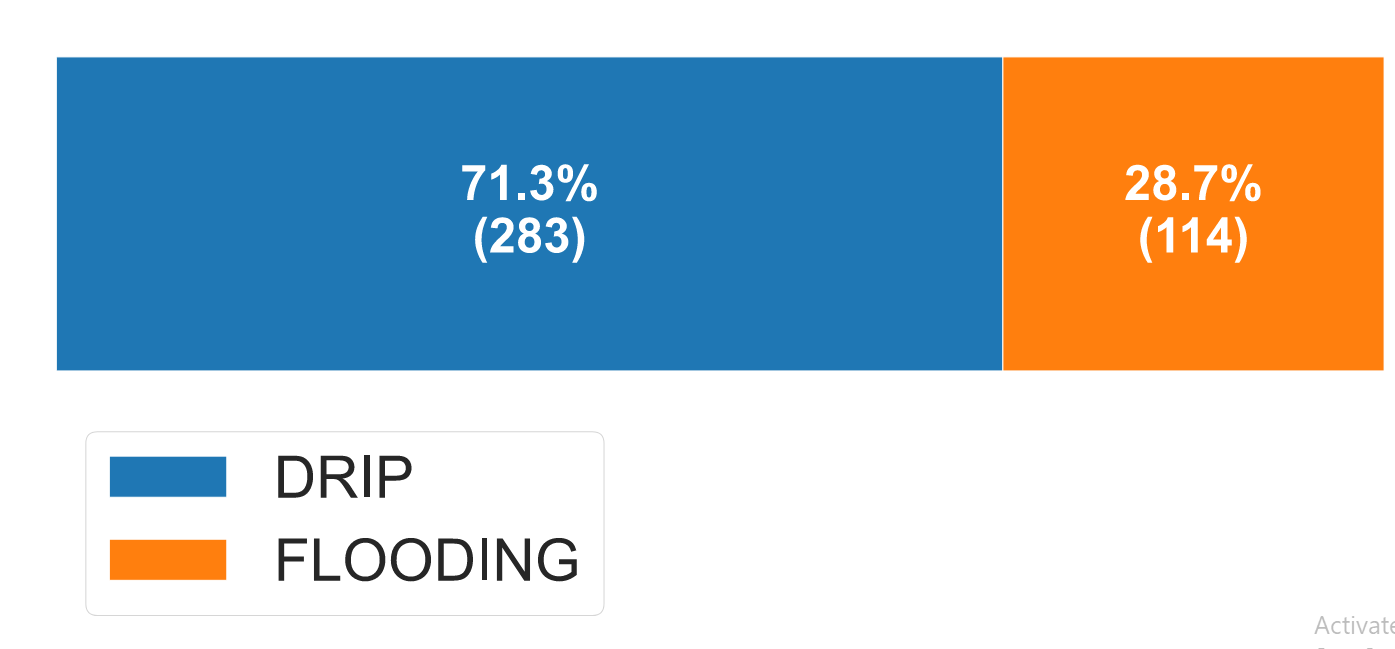 71.3%
(283)
28.7%
(114)
DRIP
FLOODING
Activate